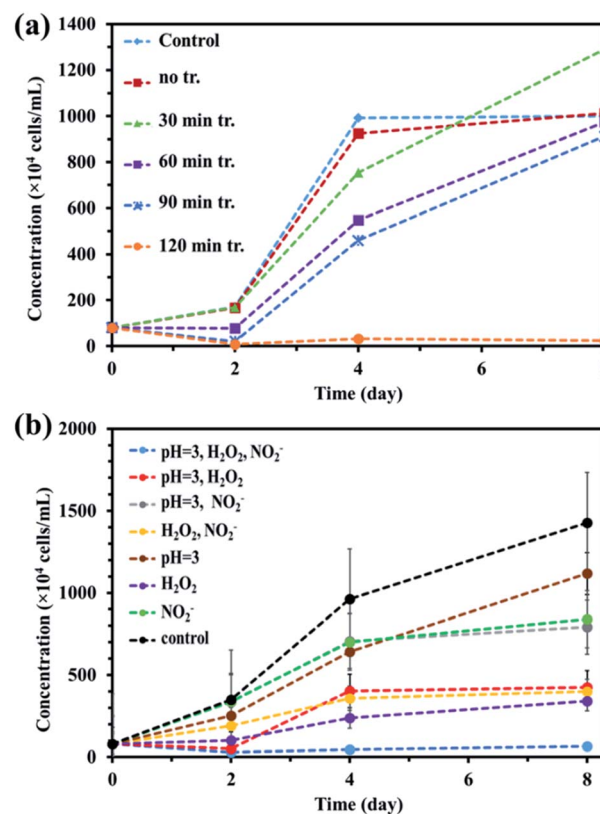 (a)
Concentration (×10⁴ cells/mL)
1400
1200
1000
800
600
400
200
0
Control
no tr.
30 min tr.
60 min tr.
90 min tr.
120 min tr.
0 2 4 6
Time (day)
(b)
Concentration (×10⁴ cells/mL)
2000
1500
1000
500
0
pH=3, H₂O₂, NO₂⁻
pH=3, H₂O₂
pH=3, NO₂⁻
H₂O₂, NO₂⁻
pH=3
H₂O₂
NO₂⁻
control
0 2 4 6 8
Time (day)